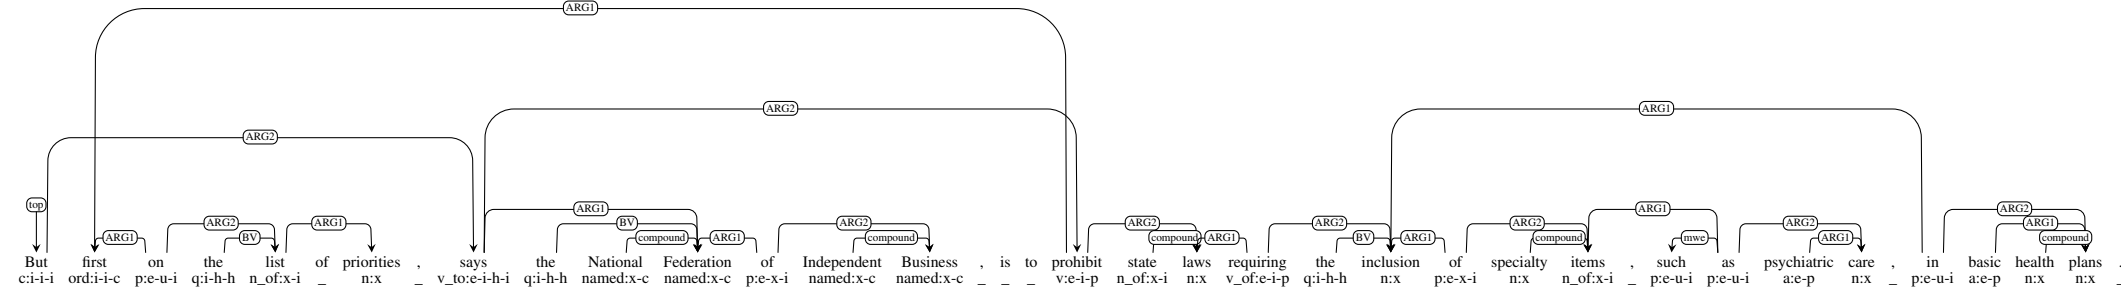 ARG1
ARG2
ARG2 ARG1
top ARG1 ARG1
ARG2 ARG1 BV ARG2 ARG2 ARG2 ARG2 ARG2 ARG2 ARG1
ARG1 BV compound ARG1 compound compound ARG1 BV ARG1 compound mwe ARG1 compound
But first on the list of priorities , says the National Federation of Independent Business , is to prohibit state laws requiring the inclusion of specialty items , such as psychiatric care , in basic health plans .
c:i-i-i ord:i-i-c p:e-u-i q:i-h-h n_of:x-i _ n:x _ v_to:e-i-h-i q:i-h-h named:x-c named:x-c p:e-x-i named:x-c named:x-c _ _ _ v:e-i-p n_of:x-i n:x v_of:e-i-p q:i-h-h n:x p:e-x-i n:x n_of:x-i _ p:e-u-i p:e-u-i a:e-p n:x _ p:e-u-i a:e-p n:x n:x _